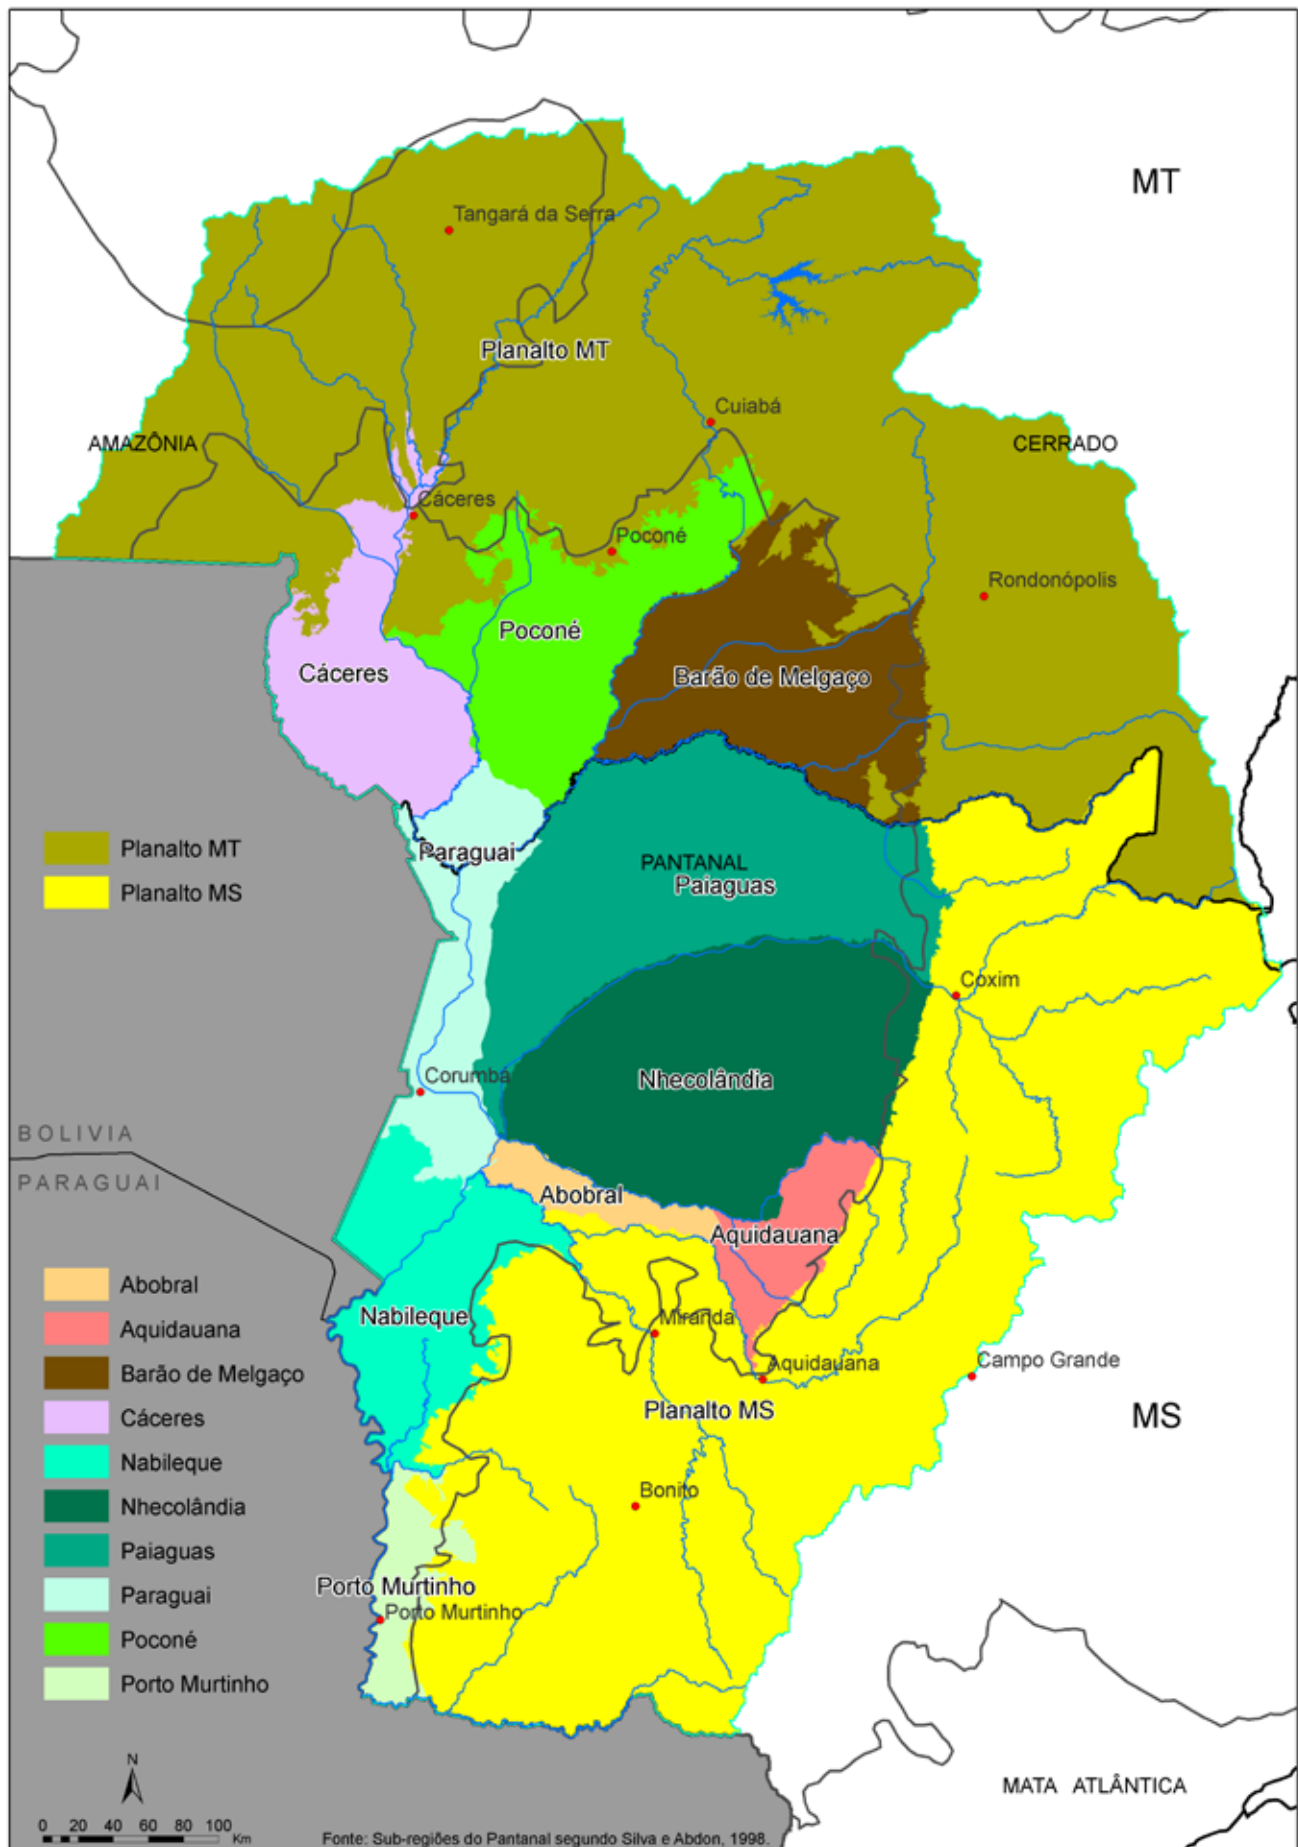 MT
Tangará da Serra
Planalto MT
Cuiabá
AMAZÔNIA
CERRADO
Cáceres
Poconé
Rondonópolis
Poconé
Cáceres
Barão de Melgaço
Planalto MT
Planalto MS
Paraguai
PANTANAL
Paiaguas
Coxim
Nhecolândia
Corumbá
BOLIVIA
PARAGUAI
Abobral
Aquidauana
Nabileque
Miranda
Aquidauana
Campo Grande
Planalto MS
MS
Bonito
Porto Murtinho
Porto Murtinho
Abobral
Aquidauana
Barão de Melgaço
Cáceres
Nabileque
Nhecolândia
Paiaguas
Paraguai
Poconé
Porto Murtinho
MATA ATLÂNTICA
N
0 20 40 60 80 100
Km
Fonte: Sub-regiões do Pantanal segundo Silva e Abdon, 1998.